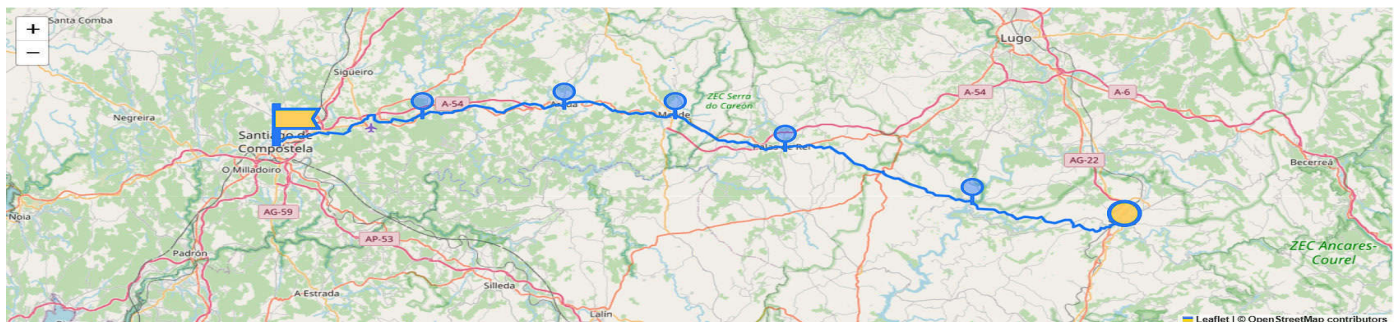 +
−
Santa Comba
Sigueiro
Negreira
A-54
Santiago de
Compostela
O Milladoiro
Noia
AG-59
AP-53
Padrón
A Estrada
Silleda
Lalín
ZEC Serra
do Careón
Lugo
A-54
A-6
AG-22
Becerreá
ZEC Ancares-
Courel
Leaflet | © OpenStreetMap contributors